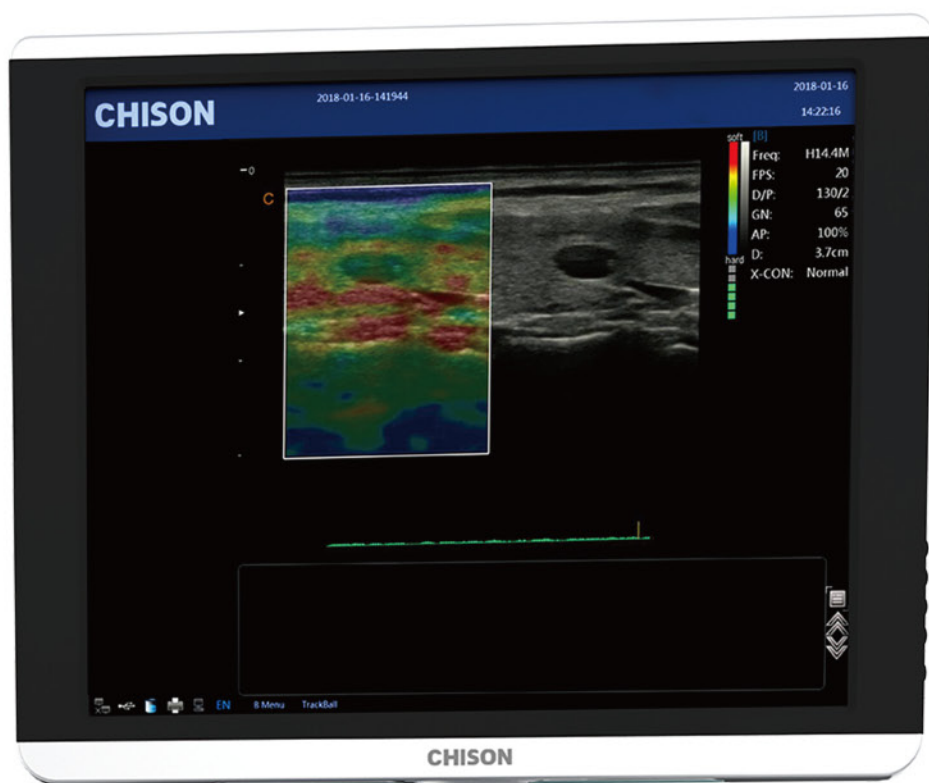 CHISON
2018-01-16-141944
2018-01-16
14:22:16
0
C
soft
hard
[B]
Freq: H14.4M
FPS: 20
D/P: 130/2
GN: 65
AP: 100%
D: 3.7cm
X-CON: Normal
EN
B Menu
TrackBall
CHISON